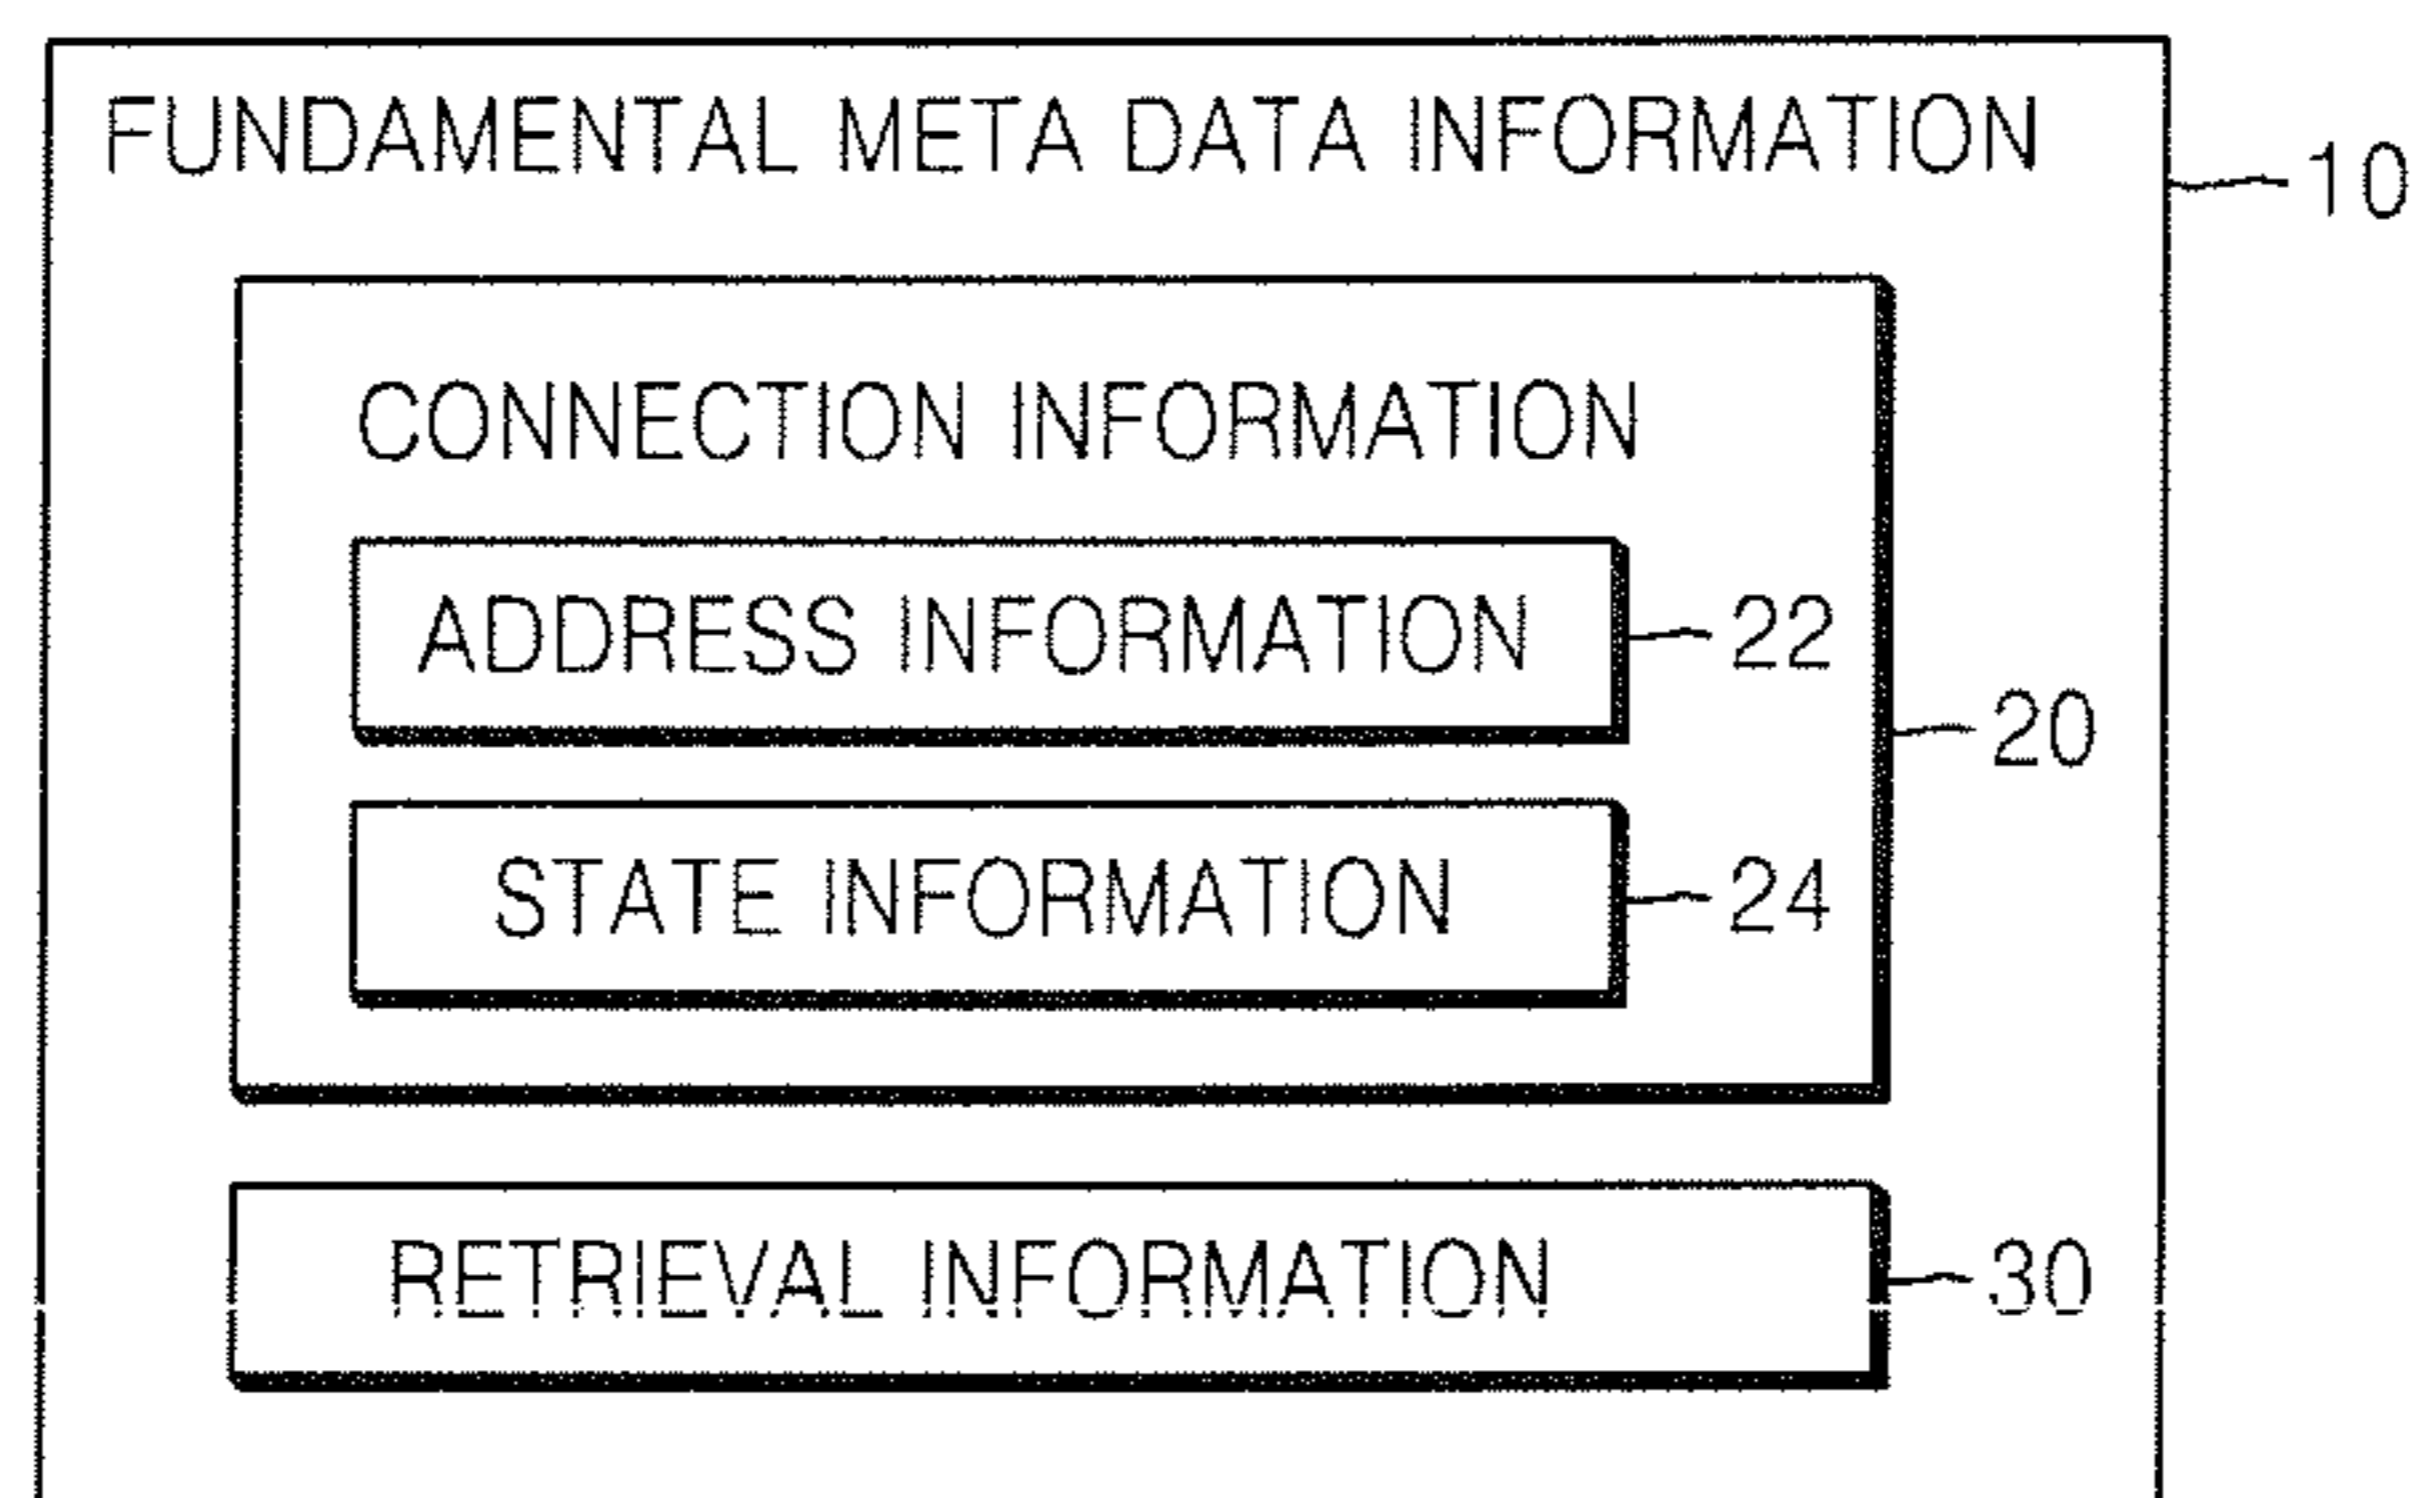 FUNDAMENTAL META DATA INFORMATION
10
CONNECTION INFORMATION
ADDRESS INFORMATION
22
20
STATE INFORMATION
24
RETRIEVAL INFORMATION
30